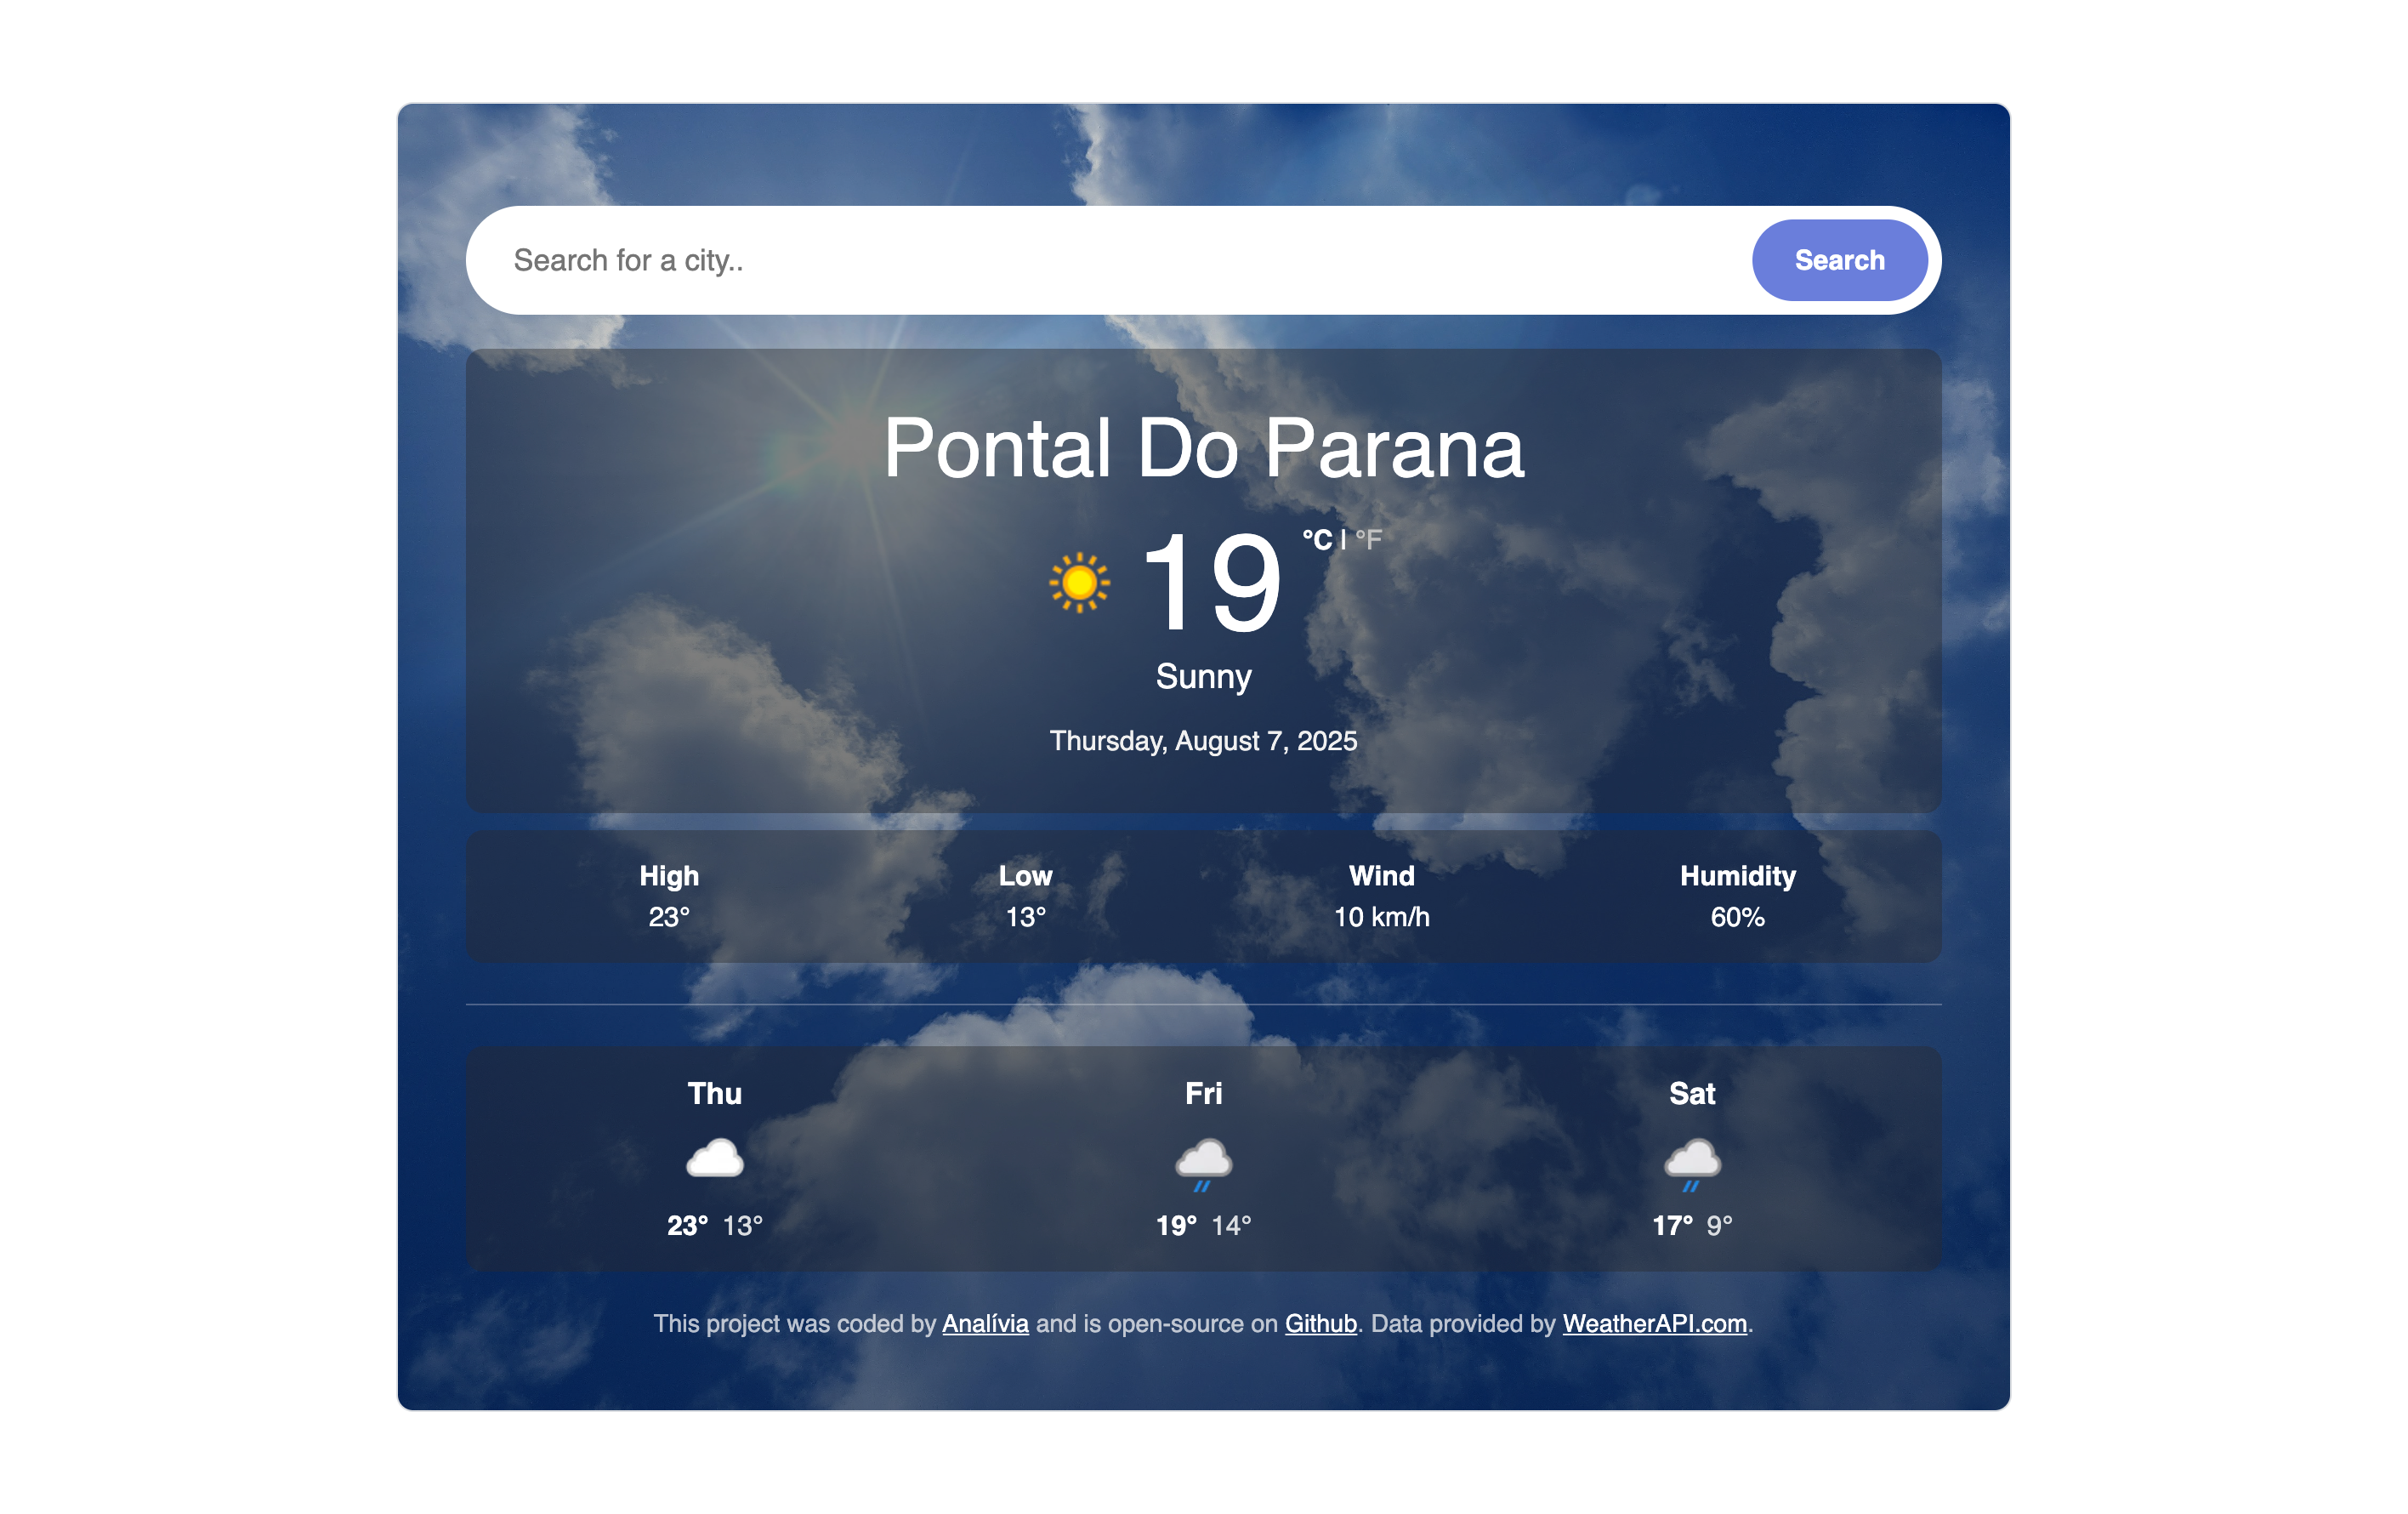 Search for a city..
Search
Pontal Do Parana
19 °C | °F
Sunny
Thursday, August 7, 2025
High Low Wind Humidity
23° 13° 10 km/h 60%
Thu Fri Sat
23° 13° 19° 14° 17° 9°
This project was coded by Analívia and is open-source on Github. Data provided by WeatherAPI.com.